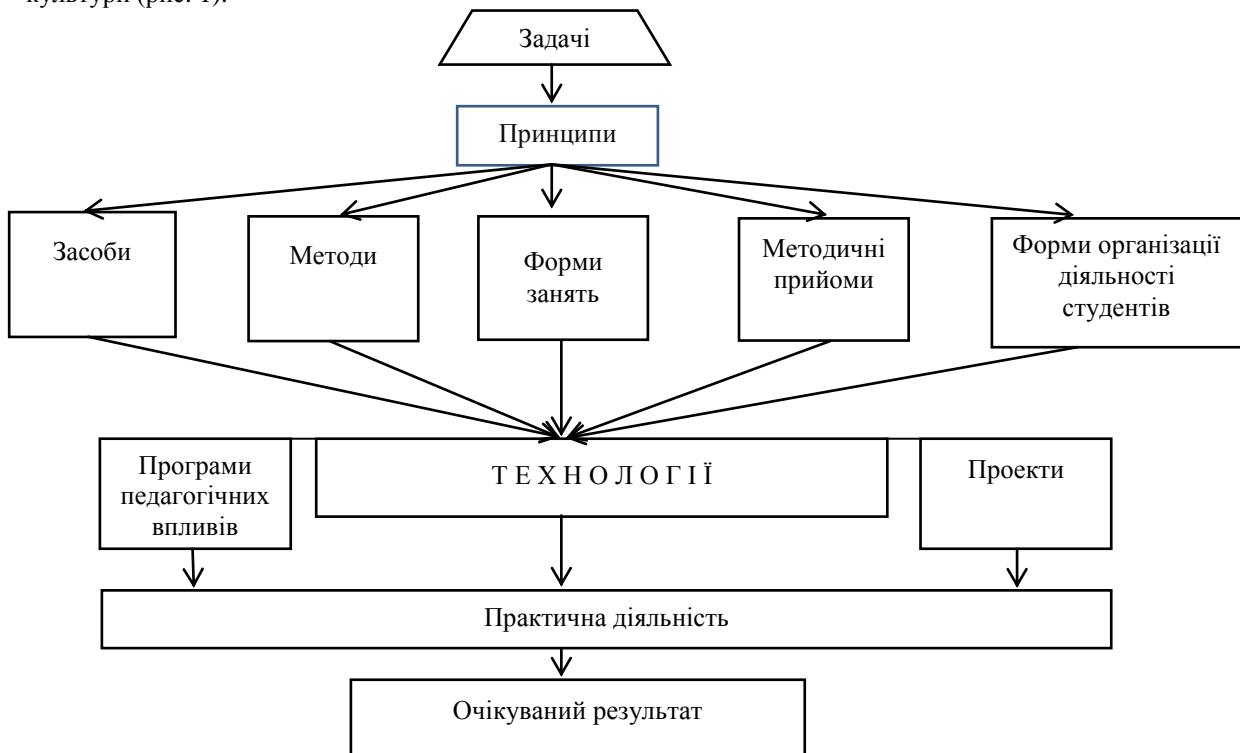 культури (рис. 1).
Задачі
Принципи
Засоби
Методи
Форми
занять
Методичні
прийоми
Форми організації
діяльності
студентів
Програми
педагогічних
впливів
Т Е Х Н О Л О Г І Ї
Проекти
Практична діяльність
Очікуваний результат